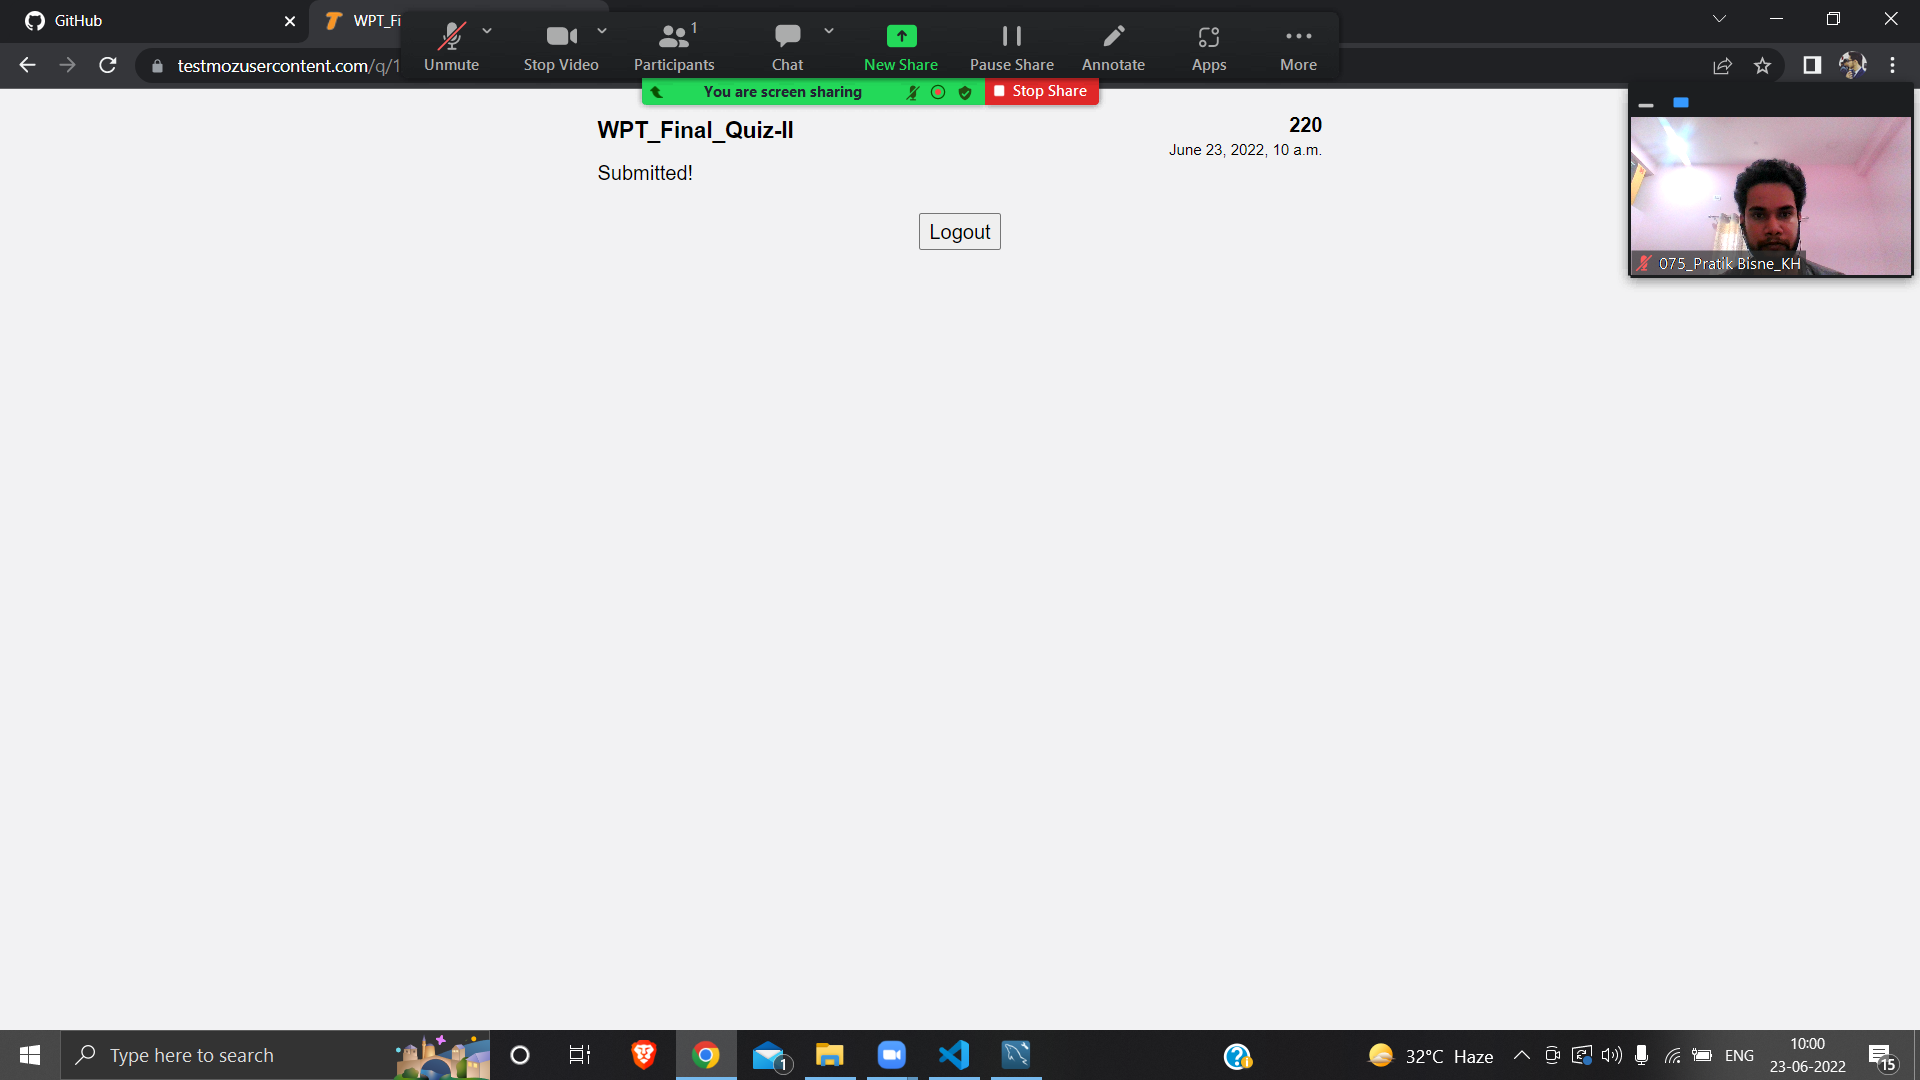 GitHub
WPT_Fi
testmozusercontent.com/q/1
Unmute
Stop Video
Participants
1
Chat
New Share
Pause Share
Annotate
Apps
More
You are screen sharing
Stop Share
WPT_Final_Quiz-II
220
June 23, 2022, 10 a.m.
Submitted!
Logout
075_Pratik Bisne_KH
Type here to search
1
32°C Haze
ENG
10:00
23-06-2022
15